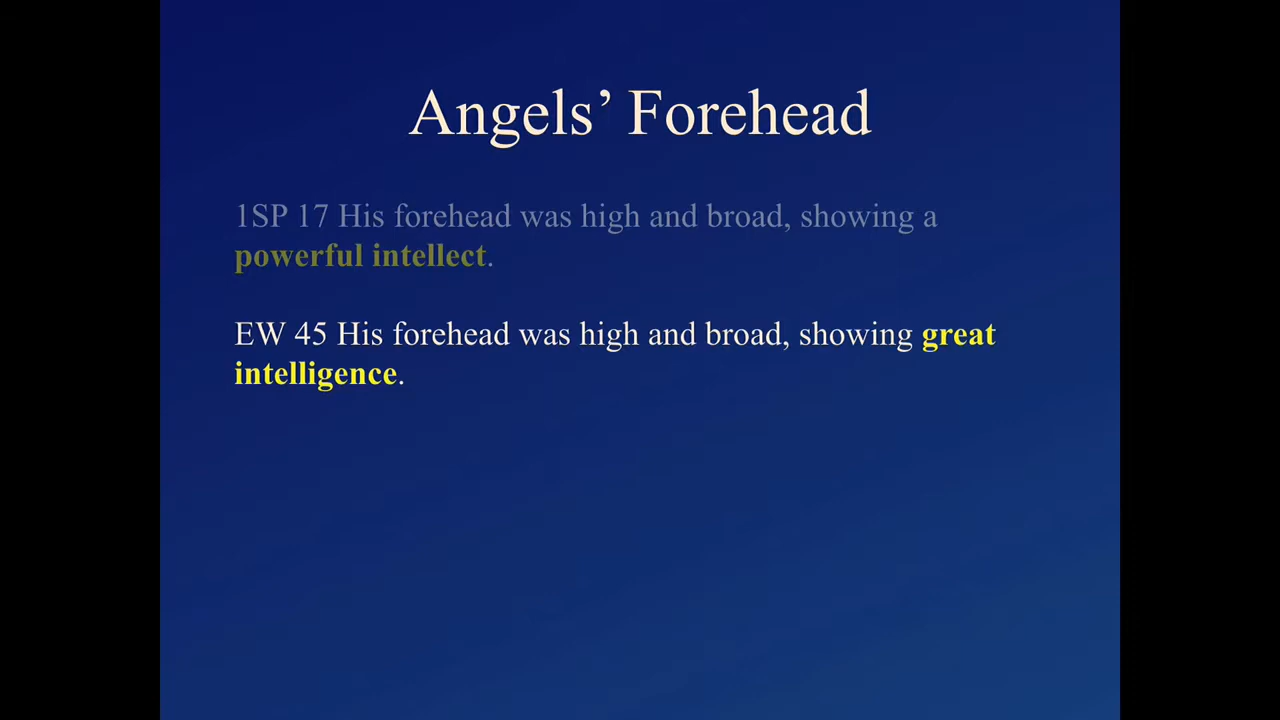 Angels’ Forehead
1SP 17 His forehead was high and broad, showing a
powerful intellect.
EW 45 His forehead was high and broad, showing great
intelligence.